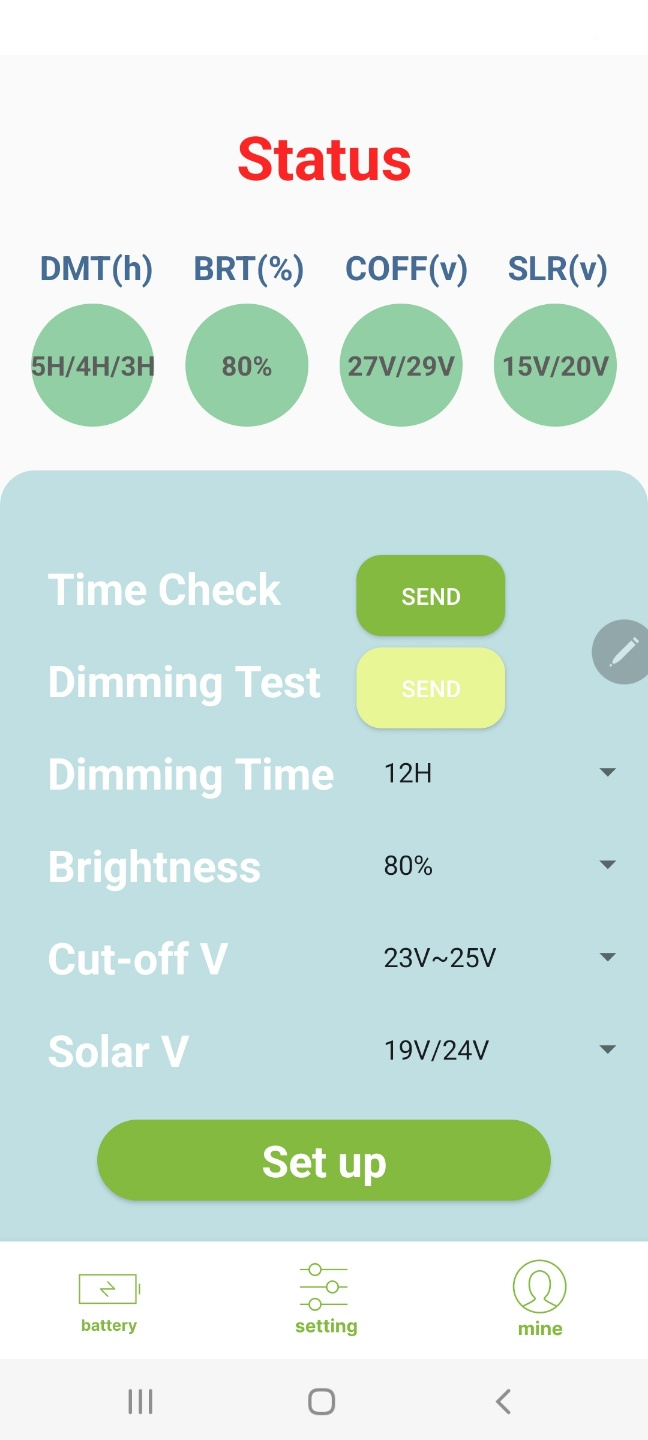 Status
DMT(h) BRT(%) COFF(v) SLR(v)
5H/4H/3H 80% 27V/29V 15V/20V
Time Check SEND
Dimming Test SEND
Dimming Time 12H
Brightness 80%
Cut-off V 23V~25V
Solar V 19V/24V
Set up
battery setting mine